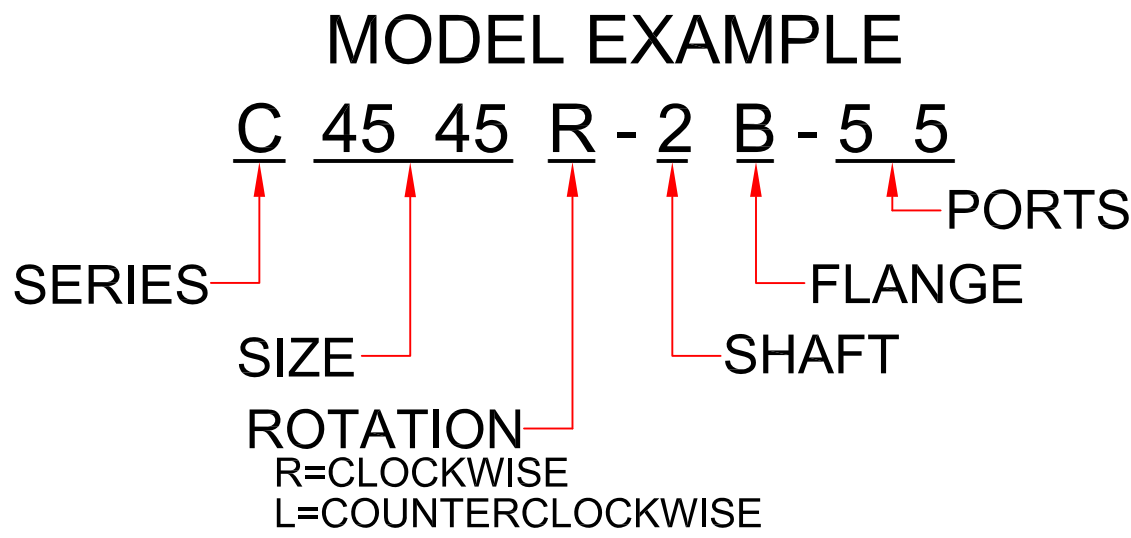 MODEL EXAMPLE
C 45 45 R - 2 B - 5 5
PORTS
SERIES
FLANGE
SIZE
SHAFT
ROTATION
R=CLOCKWISE
L=COUNTERCLOCKWISE